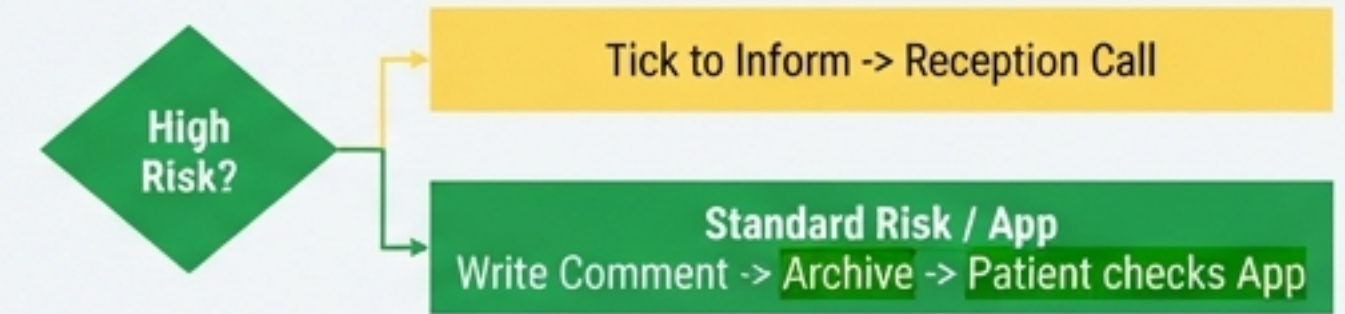 High
Risk?
Tick to Inform -> Reception Call
Standard Risk / App
Write Comment -> Archive -> Patient checks App